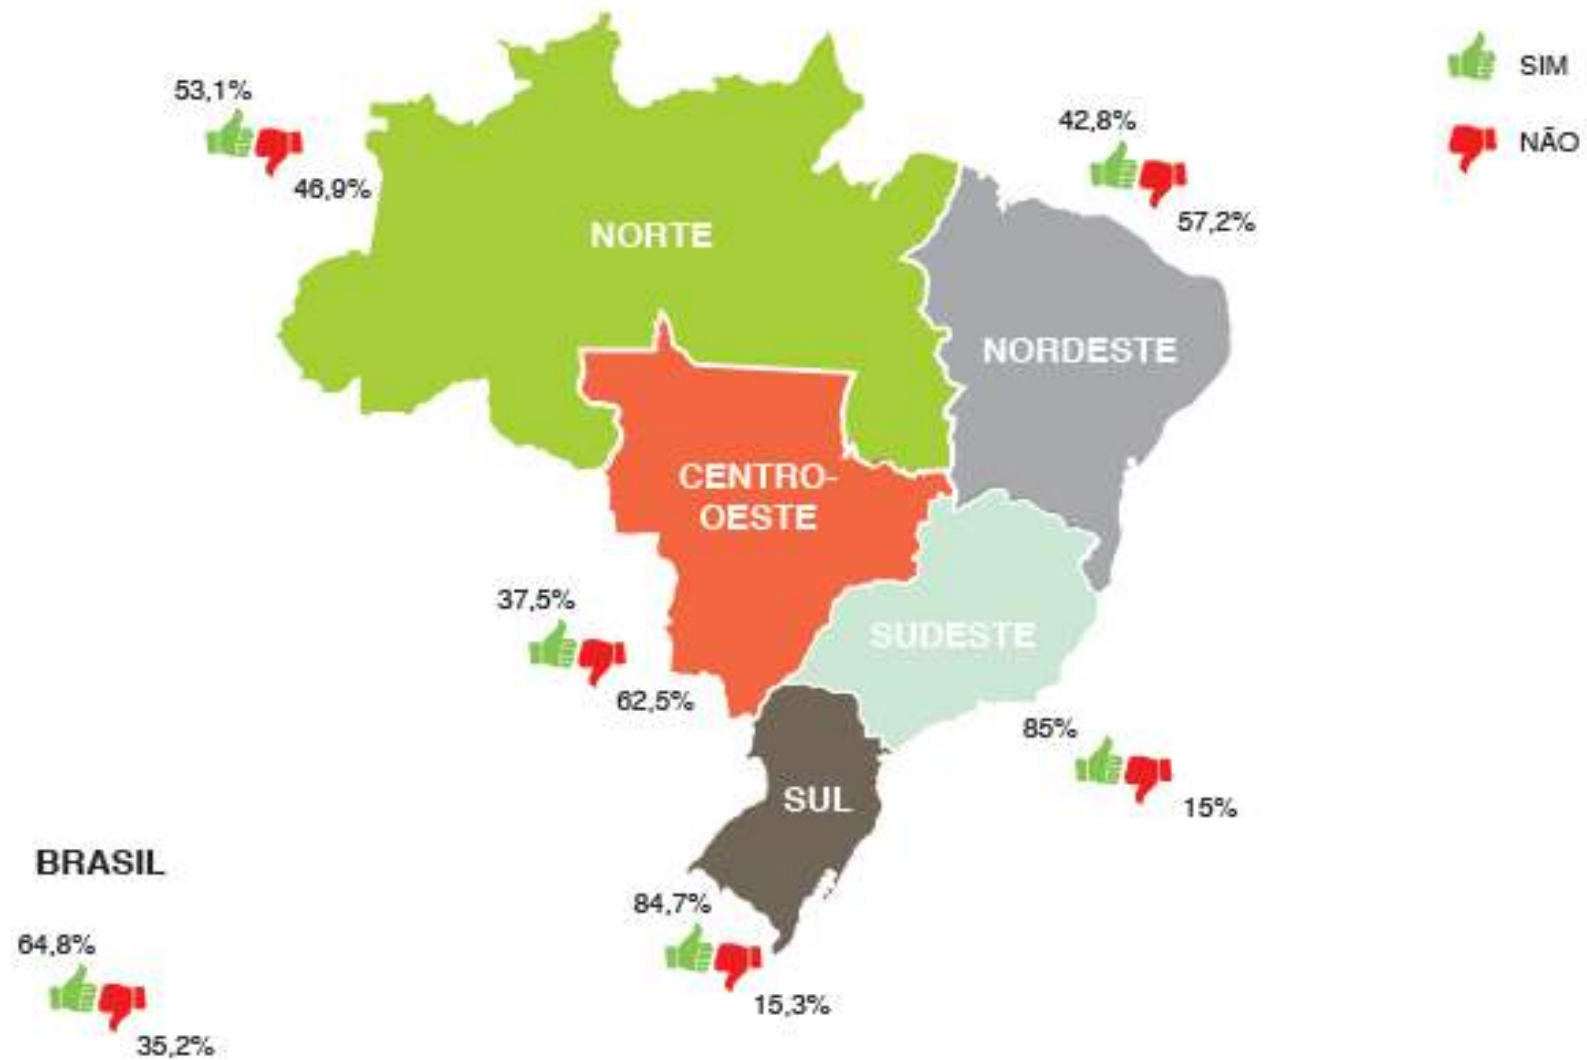 SIM
NÃO
53,1%
46,9%
42,8%
57,2%
NORTE
NORDESTE
CENTRO-
OESTE
37,5%
62,5%
SUDESTE
85%
15%
SUL
84,7%
15,3%
BRASIL
64,8%
35,2%